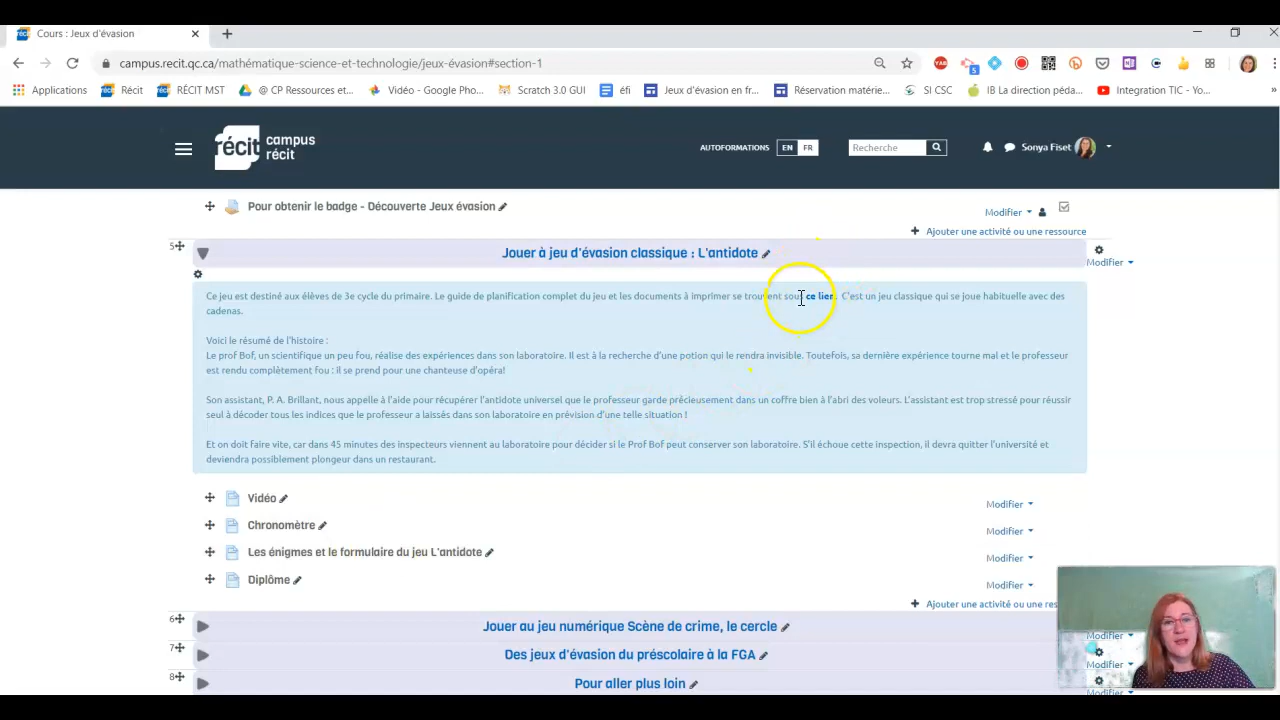 Cours : Jeux d'évasion
campus.recit.qc.ca/mathématique-science-et-technologie/jeux-évasion#section-1
Applications
Récit
RÉCIT MST
@ 3.P Ressources et...
Vidéo - Google Pho...
Scratch 3.0 GUI
éfi
Jeux d'évasion en fr...
Réservation matérie...
SI CSC
IB La direction péda...
Integration TIC - Yo...
»
récit campus récit
AUTOFORMATIONS EN FR
Recherche
Sonya Fiset
Pour obtenir le badge - Découverte Jeux évasion
Modifier
Ajouter une activité ou une ressource
5
Jouer à jeu d'évasion classique : L'antidote
Modifier
Ce jeu est destiné aux élèves de 3e cycle du primaire. Le guide de planification complet du jeu et les documents à imprimer se trouvent sous ce lien. C'est un jeu classique qui se joue habituelle avec des
cadenas.
Voici le résumé de l'histoire :
Le prof Bof, un scientifique un peu fou, réalise des expériences dans son laboratoire. Il est à la recherche d'une potion qui le rendra invisible. Toutefois, sa dernière expérience tourne mal et le professeur
est rendu complètement fou : il se prend pour une chanteuse d'opéra!
Son assistant, P. A. Brillant, nous appelle à l'aide pour récupérer l'antidote universel que le professeur garde précieusement dans un coffre bien à l'abri des voleurs. L'assistant est trop stressé pour réussir
seul à décoder tous les indices que le professeur a laissés dans son laboratoire en prévision d'une telle situation !
Et on doit faire vite, car dans 45 minutes des inspecteurs viennent au laboratoire pour décider si le Prof Bof peut conserver son laboratoire. S'il échoue cette inspection, il devra quitter l'université et
deviendra possiblement plongeur dans un restaurant.
Vidéo
Modifier
Chronomètre
Modifier
Les énigmes et le formulaire du jeu L'antidote
Modifier
Diplôme
Modifier
Ajouter une activité ou une res
6
Jouer au jeu numérique Scène de crime, le cercle
Modifier
7
Des jeux d'évasion du préscolaire à la FGA
Modifier
8
Pour aller plus loin
Modifier